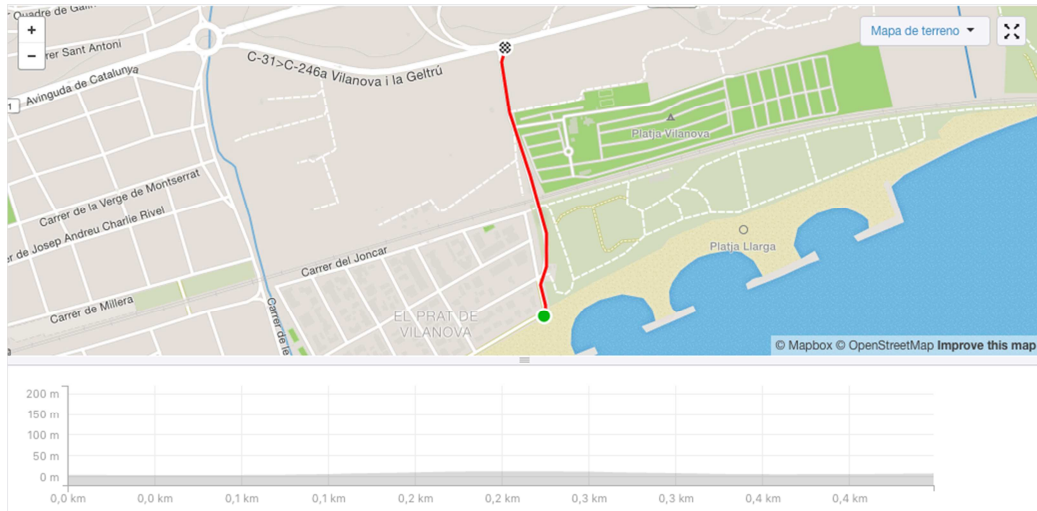 Quadre de Gallif
+
Carrer Sant Antoni
Mapa de terreno
−
C-31>C-246a Vilanova i la Geltrú
Avinguda de Catalunya
1
Platja Vilanova
Carrer de la Verge de Montserrat
er de Josep Andreu Charlie Rivel
Platja Llarga
Carrer del Joncar
Carrer de Millera
Carrer de le
EL PRAT DE
VILANOVA
© Mapbox © OpenStreetMap Improve this map
200 m
150 m
100 m
50 m
0 m
0,0 km 0,0 km 0,1 km 0,1 km 0,2 km 0,2 km 0,3 km 0,3 km 0,4 km 0,4 km